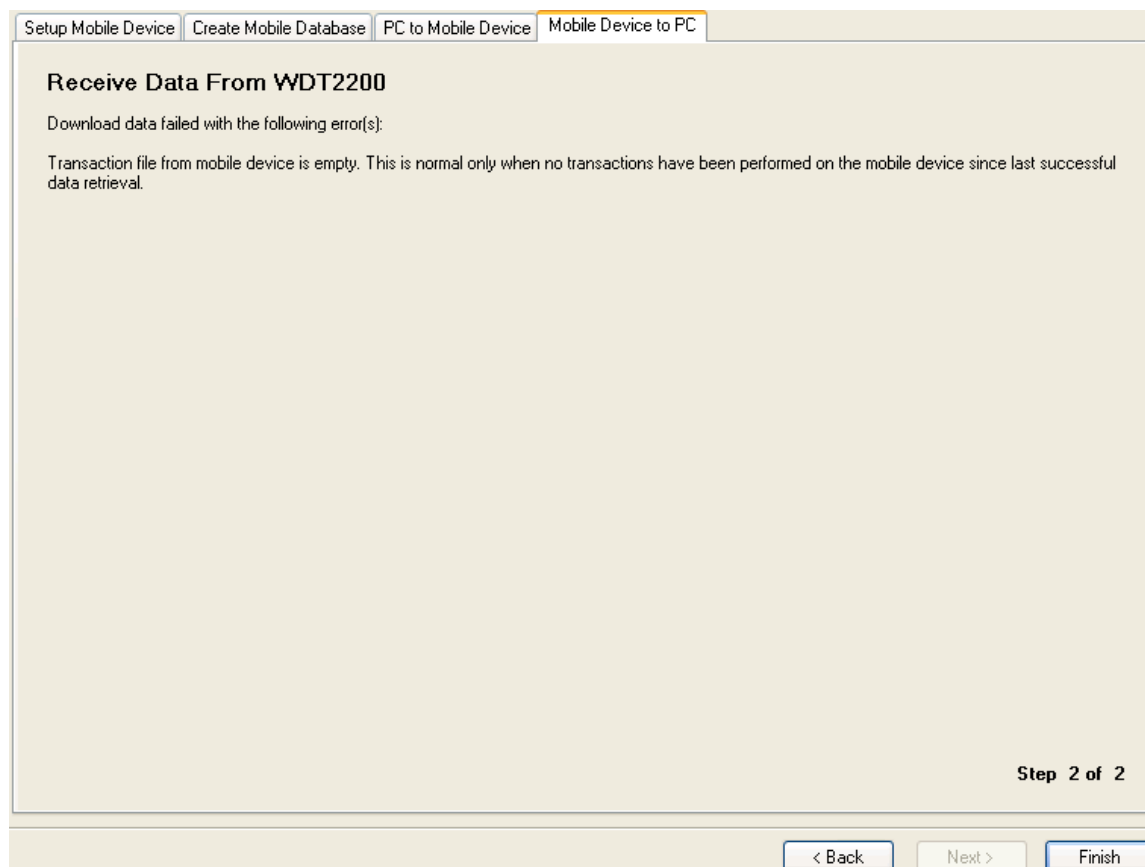 Setup Mobile Device Create Mobile Database PC to Mobile Device Mobile Device to PC
Receive Data From WDT2200
Download data failed with the following error(s):
Transaction file from mobile device is empty. This is normal only when no transactions have been performed on the mobile device since last successful
data retrieval.
Step 2 of 2
< Back Next > Finish